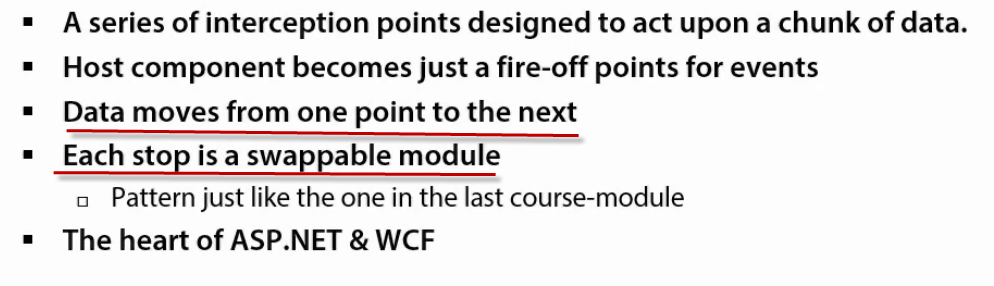 ▪ A series of interception points designed to act upon a chunk of data.
▪ Host component becomes just a fire-off points for events
▪ Data moves from one point to the next
▪ Each stop is a swappable module
▫ Pattern just like the one in the last course-module
▪ The heart of ASP.NET & WCF